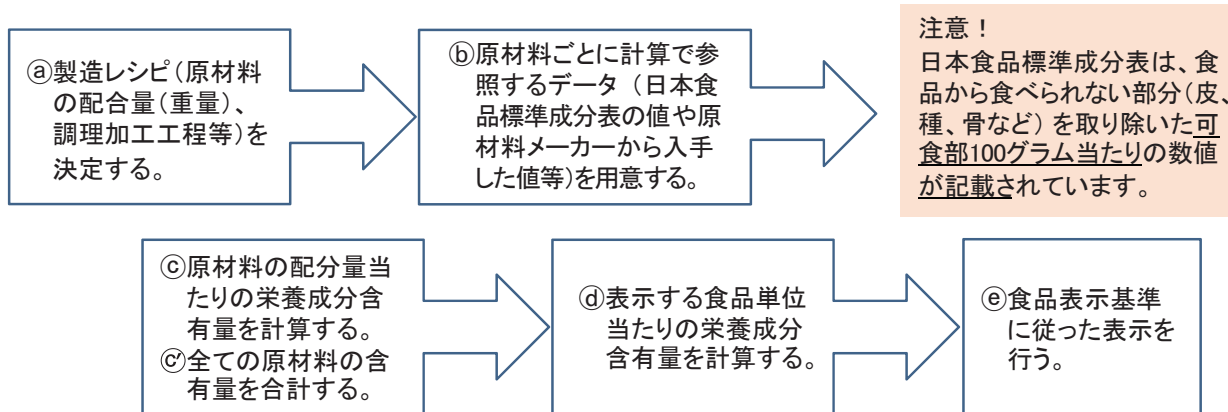 ⓐ製造レシピ（原材料
の配合量（重量）、
調理加工工程等）を
決定する。
ⓑ原材料ごとに計算で参
照するデータ （日本食
品標準成分表の値や原
材料メーカーから入手
した値等）を用意する。
注意！
日本食品標準成分表は、食
品から食べられない部分（皮、
種、骨など）を取り除いた可
食部100グラム当たりの数値
が記載されています。
ⓒ原材料の配分量当
たりの栄養成分含
有量を計算する。
ⓒ′全ての原材料の含
有量を合計する。
ⓓ表示する食品単位
当たりの栄養成分
含有量を計算する。
ⓔ食品表示基準
に従った表示を
行う。